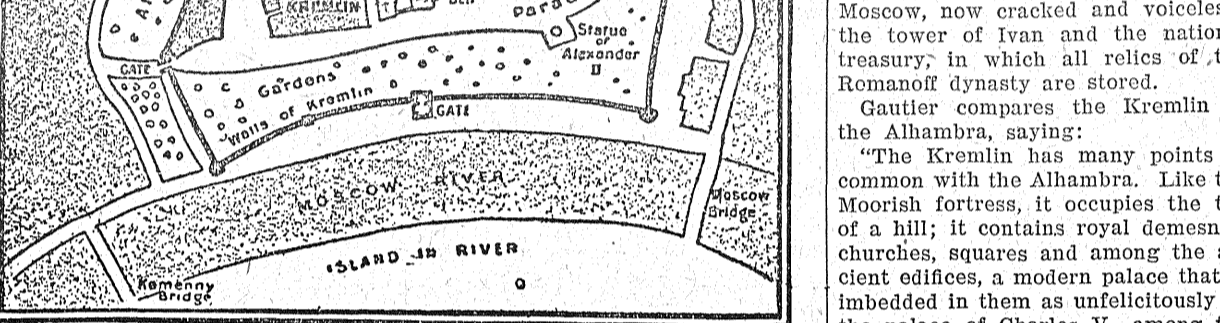 KREMLIN
Statue
of
Alexander
II
GATE
Gardens
Walls of Kremlin
GATE
MOSCOW RIVER
Moscow
Bridge
ISLAND IN RIVER
Kamenny
Bridge
Moscow, now cracked and
the tower of Ivan and the
treasury, in which all relics of
Romanoff dynasty are stored.
Gautier compares the Kremlin
the Alhambra, saying:
"The Kremlin has many points
common with the Alhambra. Like
Moorish fortress, it occupies the
of a hill; it contains royal
churches, squares and among the
cient edifices, a modern palace that
imbedded in them as unfelicitously